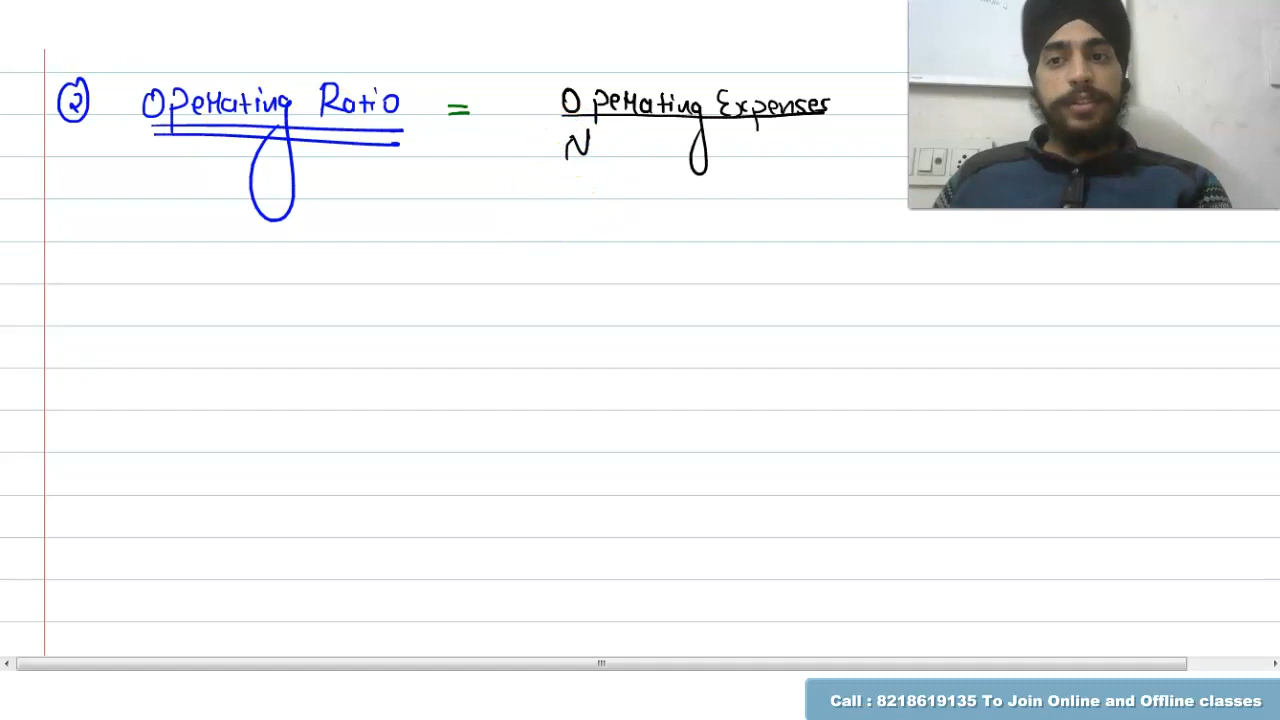 ② Operating Ratio = Operating Expenses
N
Call : 8218619135 To Join Online and Offline classes